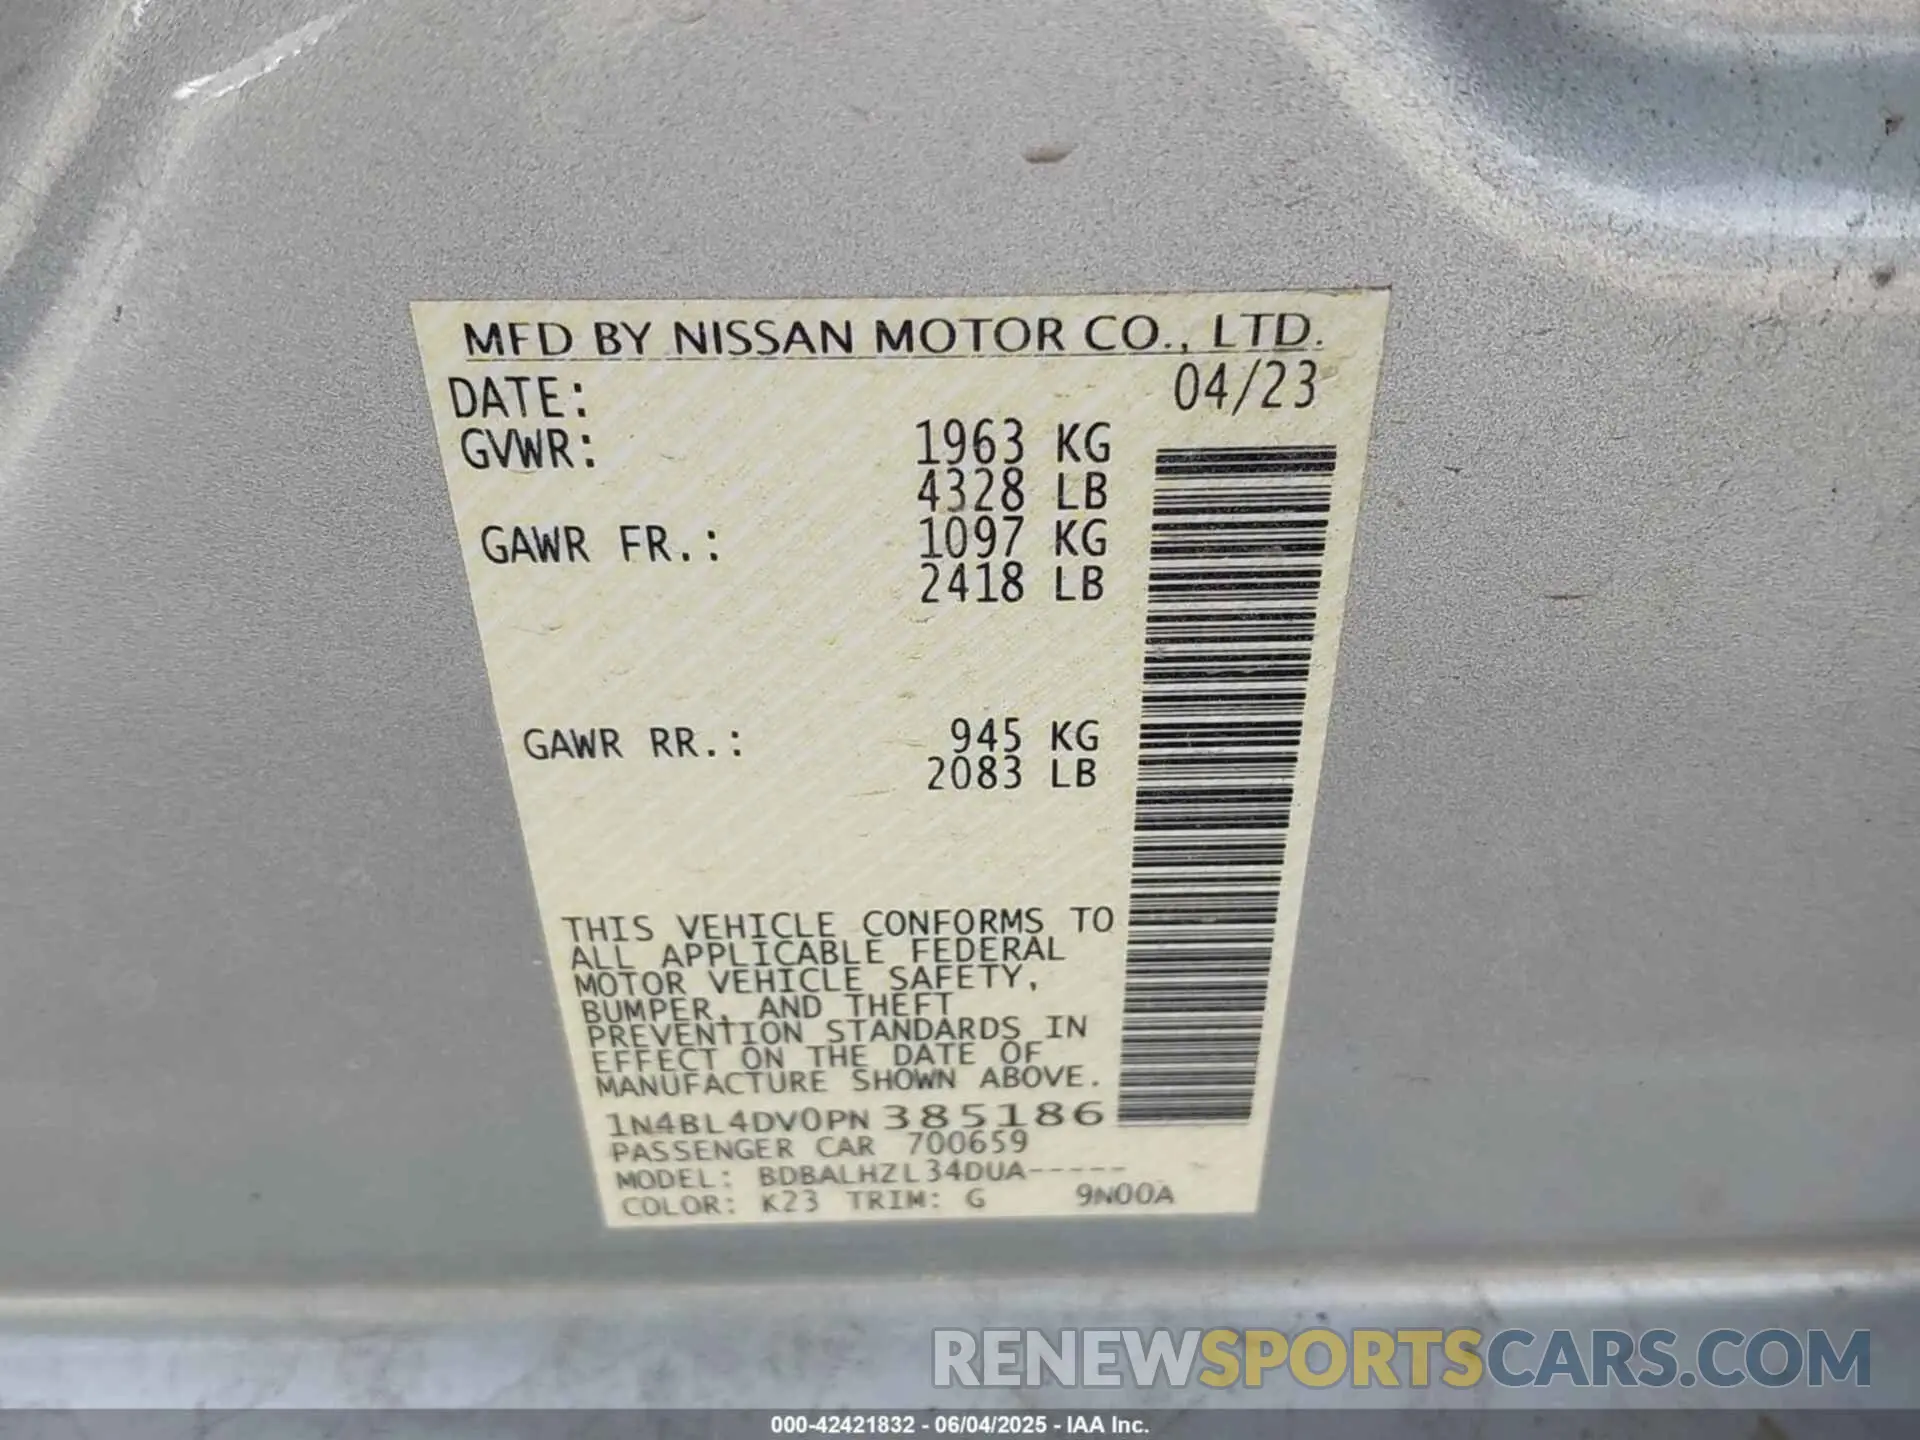 MFD BY NISSAN MOTOR CO., LTD.
DATE: 04/23
GVWR: 1963 KG
4328 LB
GAWR FR.: 1097 KG
2418 LB
GAWR RR.: 945 KG
2083 LB
THIS VEHICLE CONFORMS TO
ALL APPLICABLE FEDERAL
MOTOR VEHICLE SAFETY,
BUMPER, AND THEFT
PREVENTION STANDARDS IN
EFFECT ON THE DATE OF
MANUFACTURE SHOWN ABOVE.
1N4BL4DV0PN385186
PASSENGER CAR 700659
MODEL: BDBALHZL34DUA-----
COLOR: K23 TRIM: G 9N00A
RENEWSPORTSCARS.COM
000-42421832 - 06/04/2025 - IAA Inc.